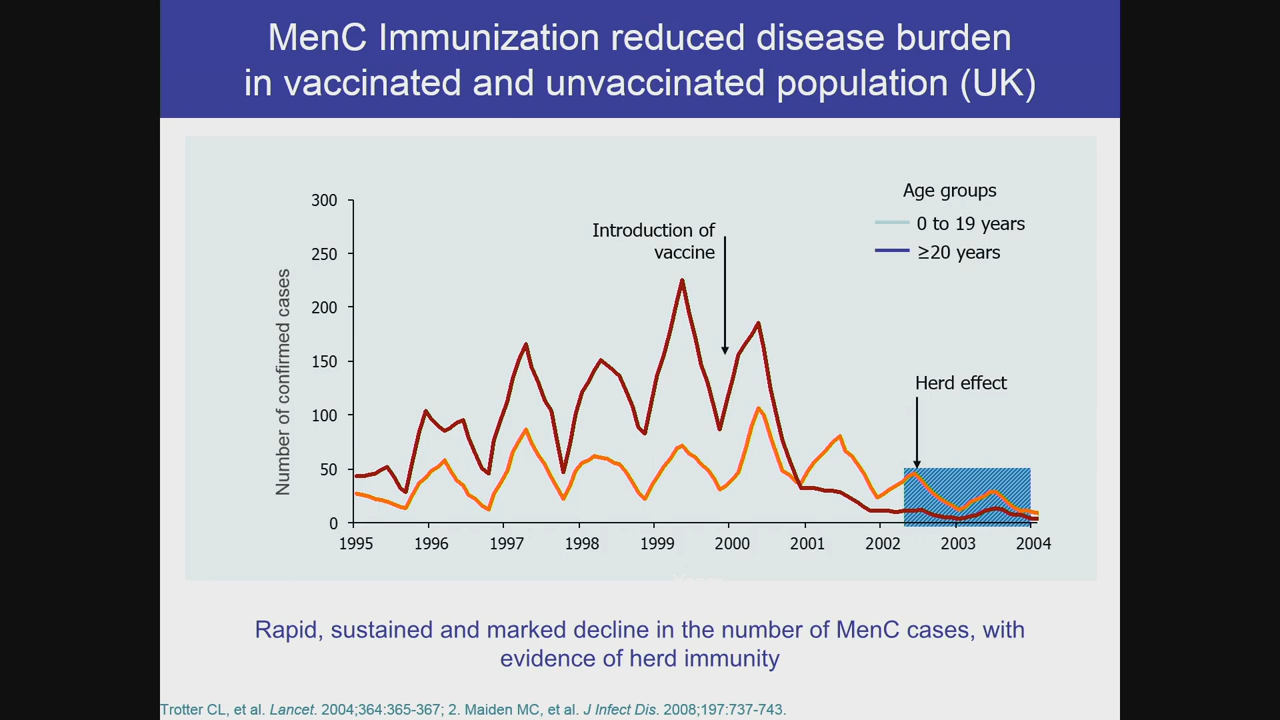 MenC Immunization reduced disease burden
in vaccinated and unvaccinated population (UK)
Age groups
0 to 19 years
≥20 years
Introduction of
vaccine
Herd effect
Number of confirmed cases
300
250
200
150
100
50
0
1995 1996 1997 1998 1999 2000 2001 2002 2003 2004
Rapid, sustained and marked decline in the number of MenC cases, with
evidence of herd immunity
Trotter CL, et al. Lancet. 2004;364:365-367; 2. Maiden MC, et al. J Infect Dis. 2008;197:737-743.